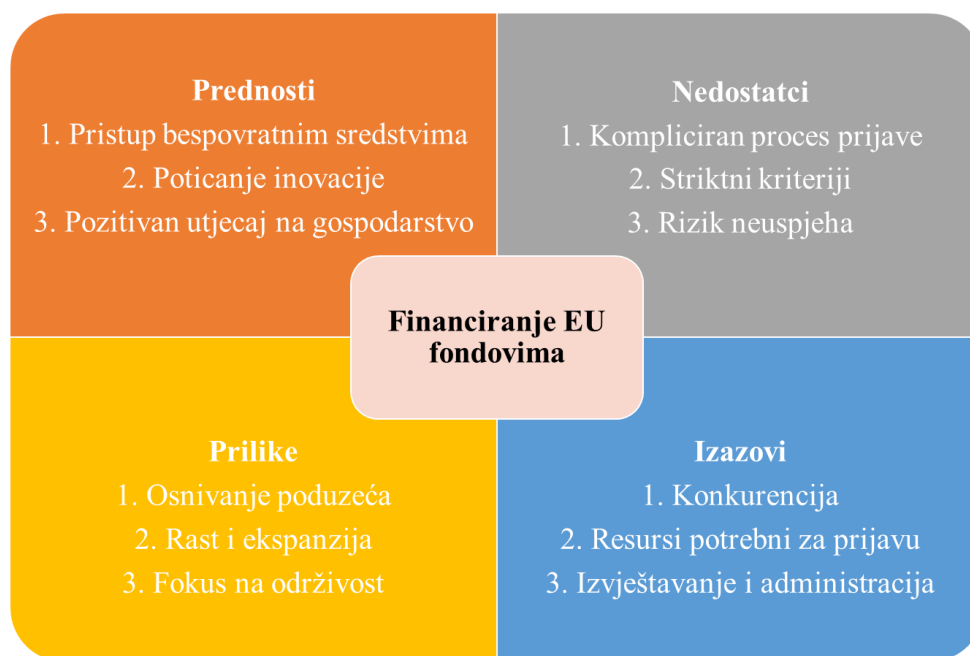 Prednosti
1. Pristup bespovratnim sredstvima
2. Poticanje inovacije
3. Pozitivan utjecaj na gospodarstvo
Nedostatci
1. Kompliciran proces prijave
2. Striktni kriteriji
3. Rizik neuspjeha
Financiranje EU
fondovima
Prilike
1. Osnivanje poduzeća
2. Rast i ekspanzija
3. Fokus na održivost
Izazovi
1. Konkurencija
2. Resursi potrebni za prijavu
3. Izvještavanje i administracija